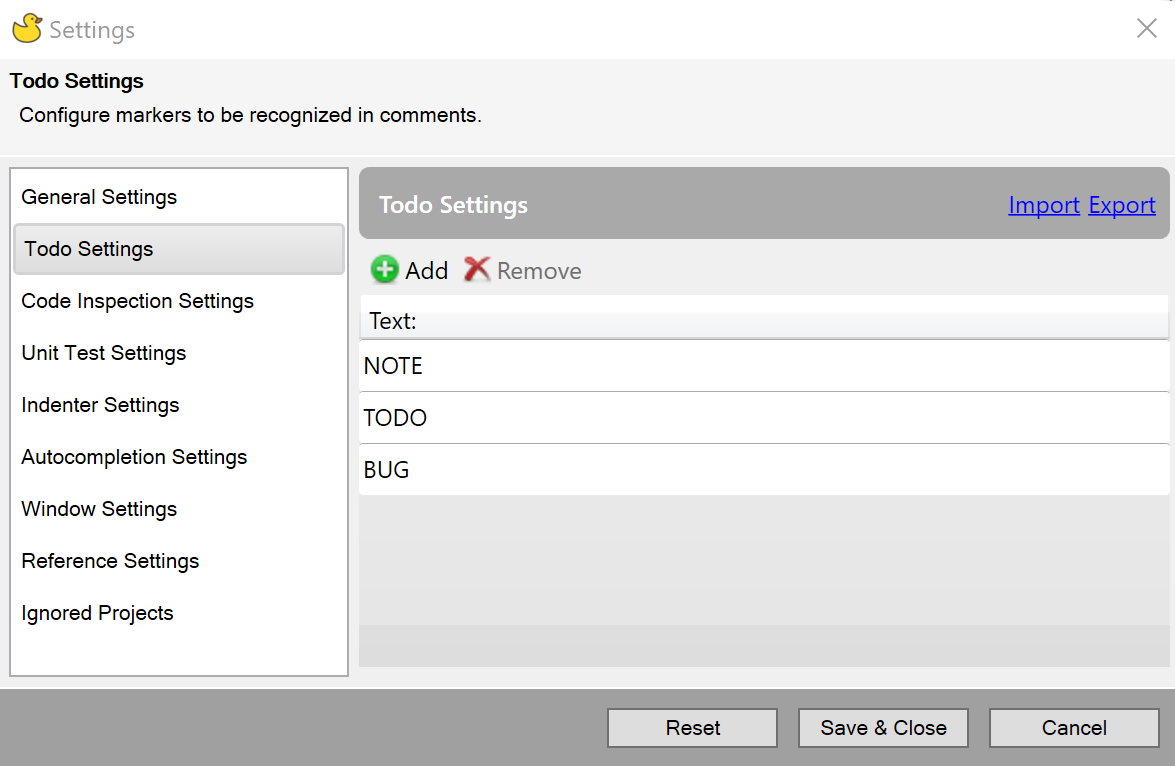 Settings
Todo Settings
Configure markers to be recognized in comments.
General Settings
Todo Settings
Code Inspection Settings
Unit Test Settings
Indenter Settings
Autocompletion Settings
Window Settings
Reference Settings
Ignored Projects
Todo Settings Import Export
Add Remove
Text:
NOTE
TODO
BUG
Reset Save & Close Cancel